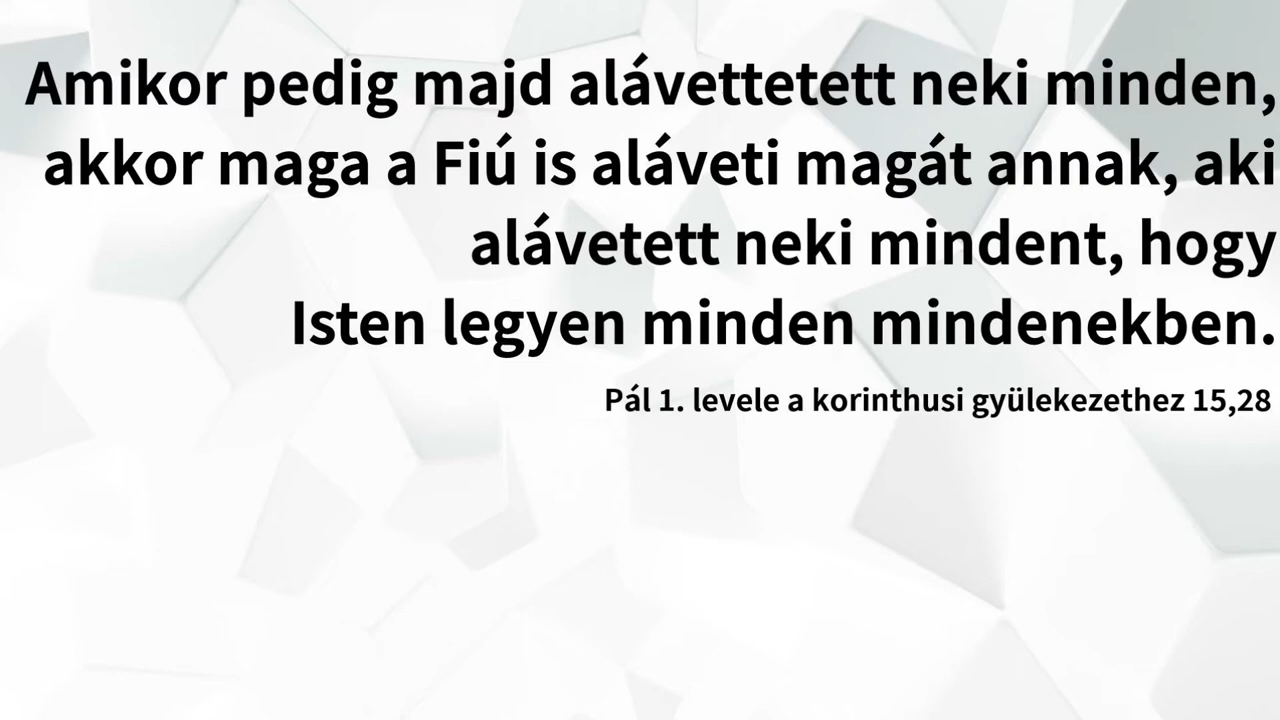 Amikor pedig majd alávettetett neki minden,
akkor maga a Fiú is aláveti magát annak, aki
alávetett neki mindent, hogy
Isten legyen minden mindenekben.
Pál 1. levele a korinthusi gyülekezethez 15,28